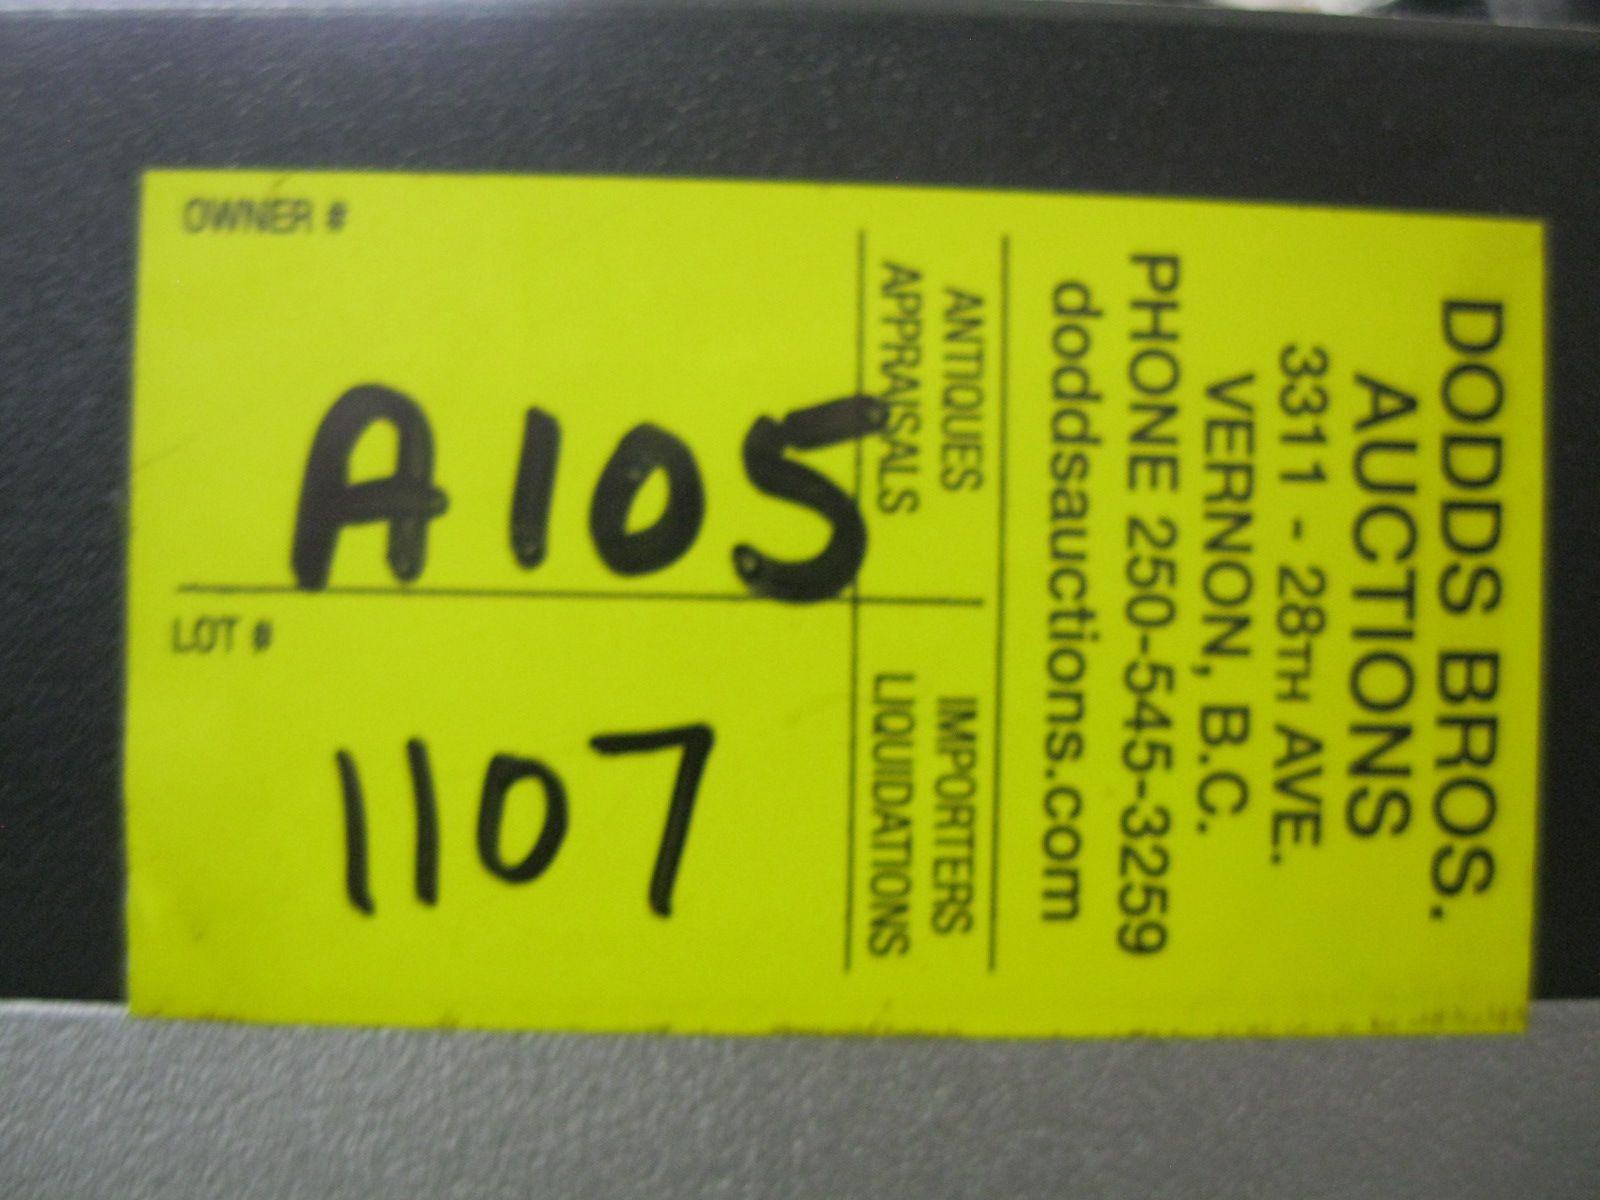 OWNER #
A105
LOT #
1107
DODDS BROS.
AUCTIONS
3311 - 28TH AVE.
VERNON, B.C.
PHONE 250-545-3259
doddsauctions.com
ANTIQUES IMPORTERS
APPRAISALS LIQUIDATIONS